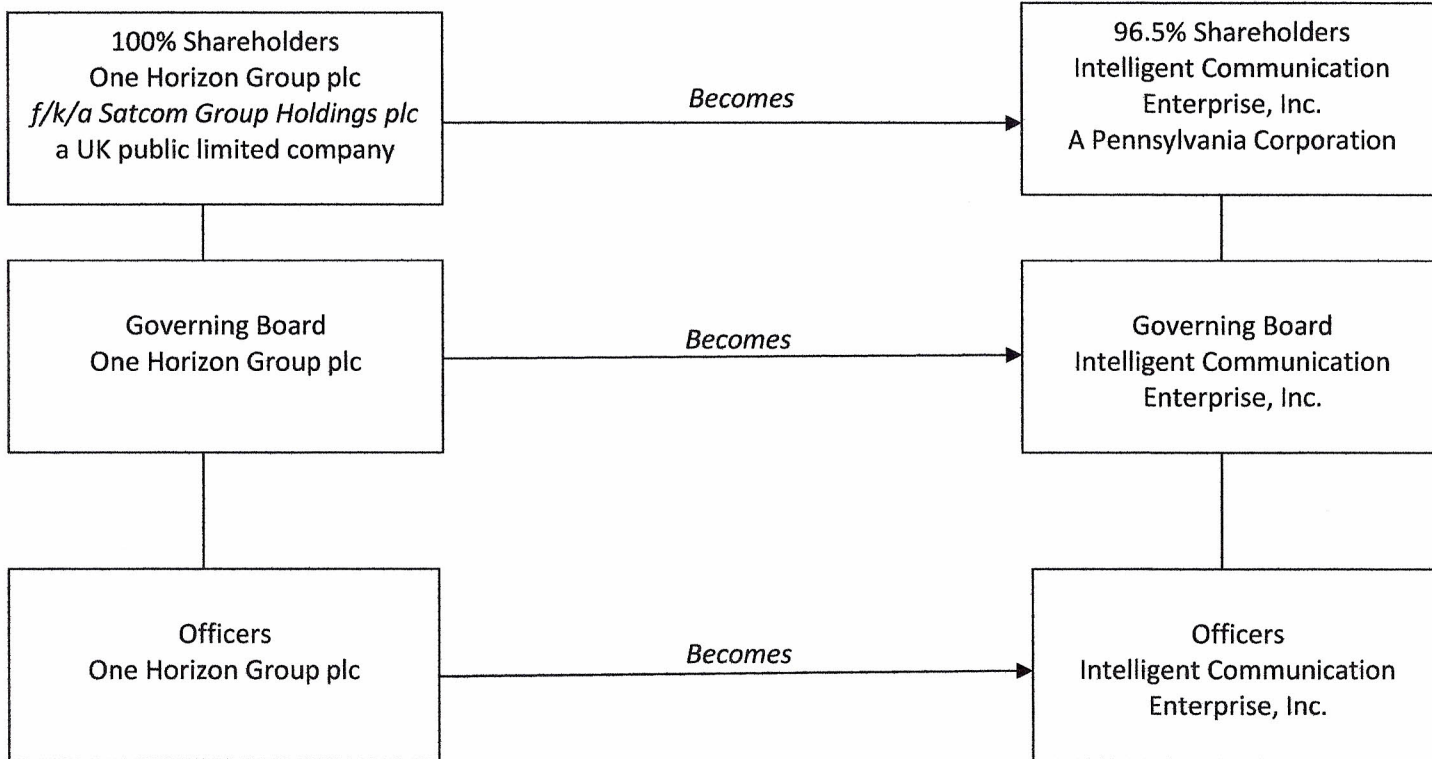 100% Shareholders
One Horizon Group plc
f/k/a Satcom Group Holdings plc
a UK public limited company
Becomes
96.5% Shareholders
Intelligent Communication
Enterprise, Inc.
A Pennsylvania Corporation
Governing Board
One Horizon Group plc
Becomes
Governing Board
Intelligent Communication
Enterprise, Inc.
Officers
One Horizon Group plc
Becomes
Officers
Intelligent Communication
Enterprise, Inc.